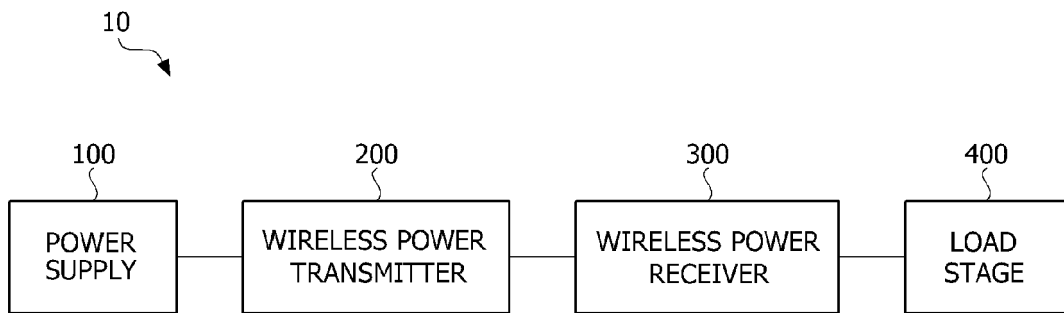 10
100
200
300
400
POWER
SUPPLY
WIRELESS POWER
TRANSMITTER
WIRELESS POWER
RECEIVER
LOAD
STAGE